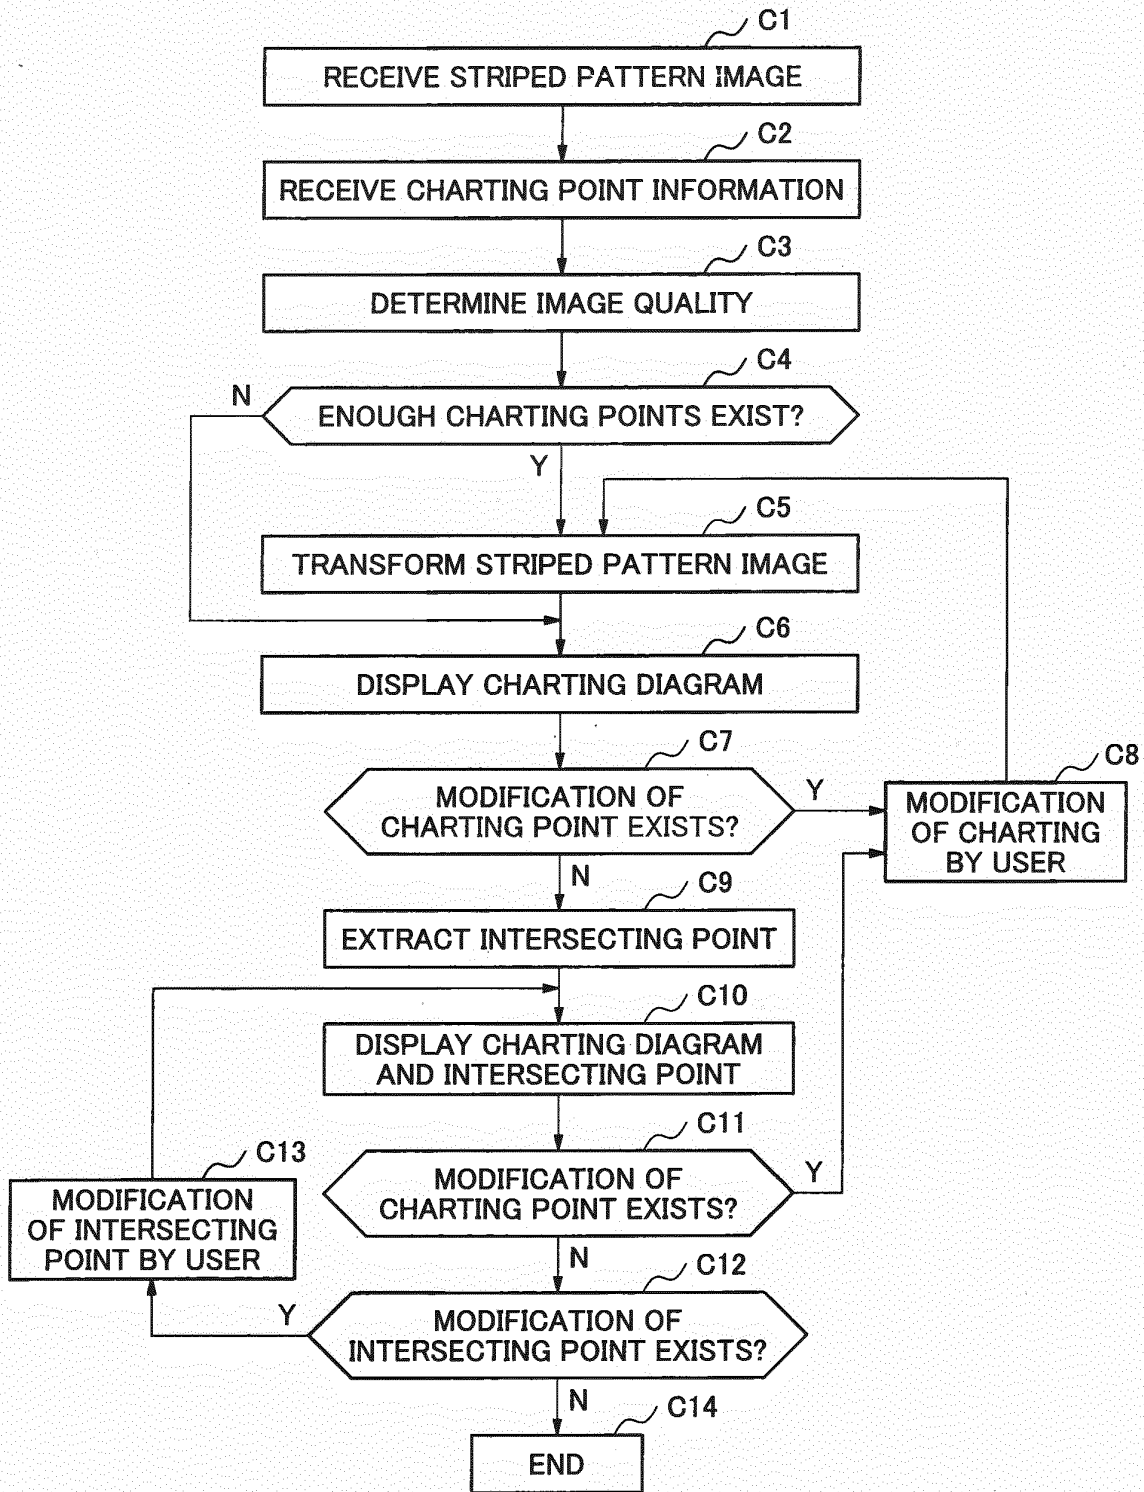 C1
RECEIVE STRIPED PATTERN IMAGE
C2
RECEIVE CHARTING POINT INFORMATION
C3
DETERMINE IMAGE QUALITY
C4
N
ENOUGH CHARTING POINTS EXIST?
Y
C5
TRANSFORM STRIPED PATTERN IMAGE
C6
DISPLAY CHARTING DIAGRAM
C7
MODIFICATION OF
CHARTING POINT EXISTS?
Y
C8
MODIFICATION
OF CHARTING
BY USER
N
C9
EXTRACT INTERSECTING POINT
C10
DISPLAY CHARTING DIAGRAM
AND INTERSECTING POINT
C11
MODIFICATION OF
CHARTING POINT EXISTS?
Y
C13
MODIFICATION
OF INTERSECTING
POINT BY USER
N
C12
Y
MODIFICATION OF
INTERSECTING POINT EXISTS?
N
C14
END